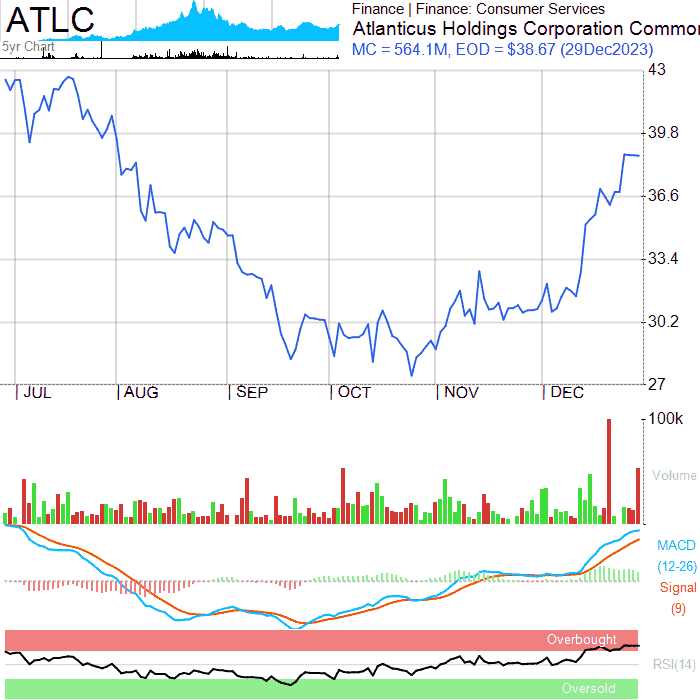 ATLC
5yr Chart
Finance | Finance: Consumer Services
Atlanticus Holdings Corporation Common
MC = 564.1M, EOD = $38.67 (29Dec2023)
43
39.8
36.6
33.4
30.2
27
JUL AUG SEP OCT NOV DEC
100k
Volume
MACD
(12-26)
Signal
(9)
Overbought
RSI(14)
Oversold